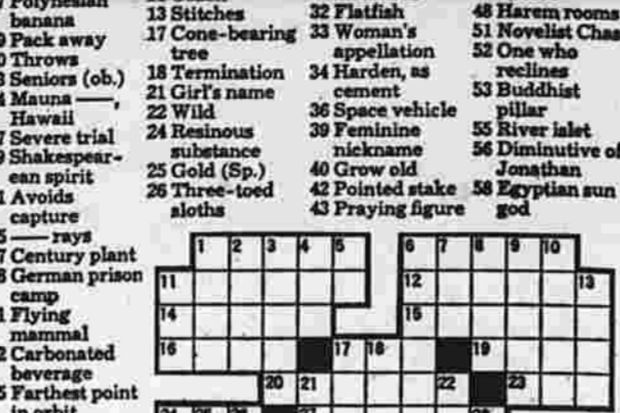 Polynesian
banana
Pack away
Throws
Seniors (ob.)
Mauna —,
Hawaii
Severe trial
Shakespear-
ean spirit
Avoids
capture
— rays
Century plant
German prison
camp
Flying
mammal
Carbonated
beverage
Farthest point
in orbit
13 Stitches
17 Cone-bearing
tree
18 Termination
21 Girl's name
22 Wild
24 Resinous
substance
25 Gold (Sp.)
26 Three-toed
sloths
32 Flatfish
33 Woman's
appellation
34 Harden, as
cement
36 Space vehicle
39 Feminine
nickname
40 Grow old
42 Pointed stake
43 Praying figure
48 Harem rooms
51 Novelist
52 One who
reclines
53 Buddhist
pillar
55 River islet
56 Diminutive of
Jonathan
58 Egyptian sun
god
1 2 3 4 5 6 7 8 9 10
11 12 13
14 15
16 17 18 19
20 21 22 23